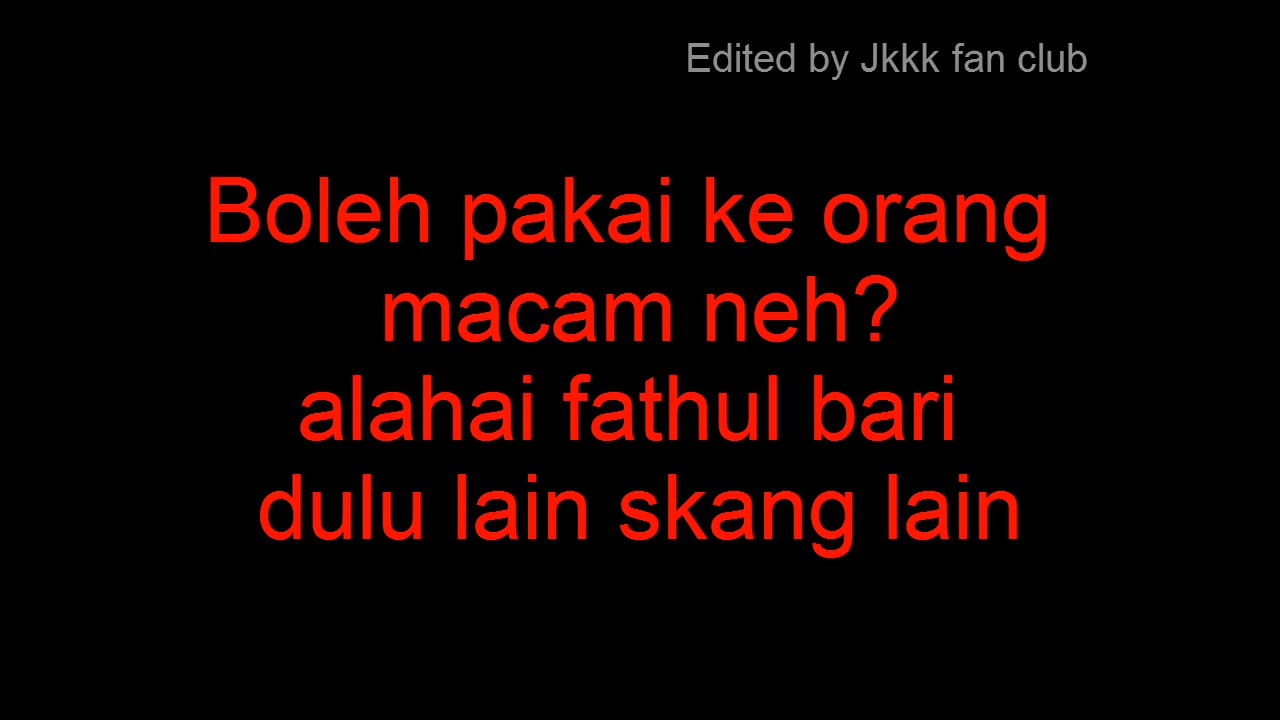 Edited by Jkkk fan club
Boleh pakai ke orang
macam neh?
alahai fathul bari
dulu lain skang lain